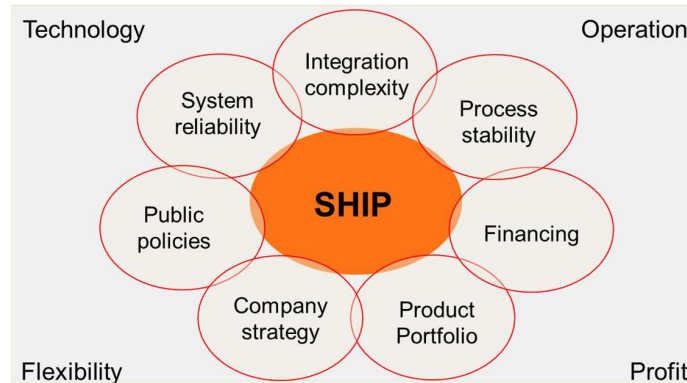 Technology
Operation
Integration
complexity
System
reliability
Process
stability
SHIP
Public
policies
Financing
Company
strategy
Product
Portfolio
Flexibility
Profit